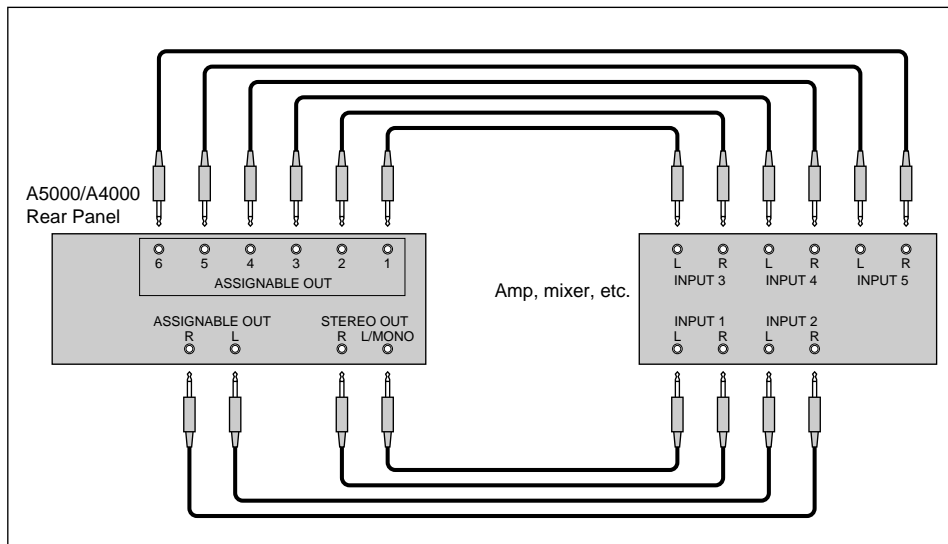 A5000/A4000
Rear Panel
6 5 4 3 2 1
ASSIGNABLE OUT
ASSIGNABLE OUT
R L
STEREO OUT
R L/MONO
Amp, mixer, etc.
L R L R L R
INPUT 3 INPUT 4 INPUT 5
INPUT 1 INPUT 2
L R L R